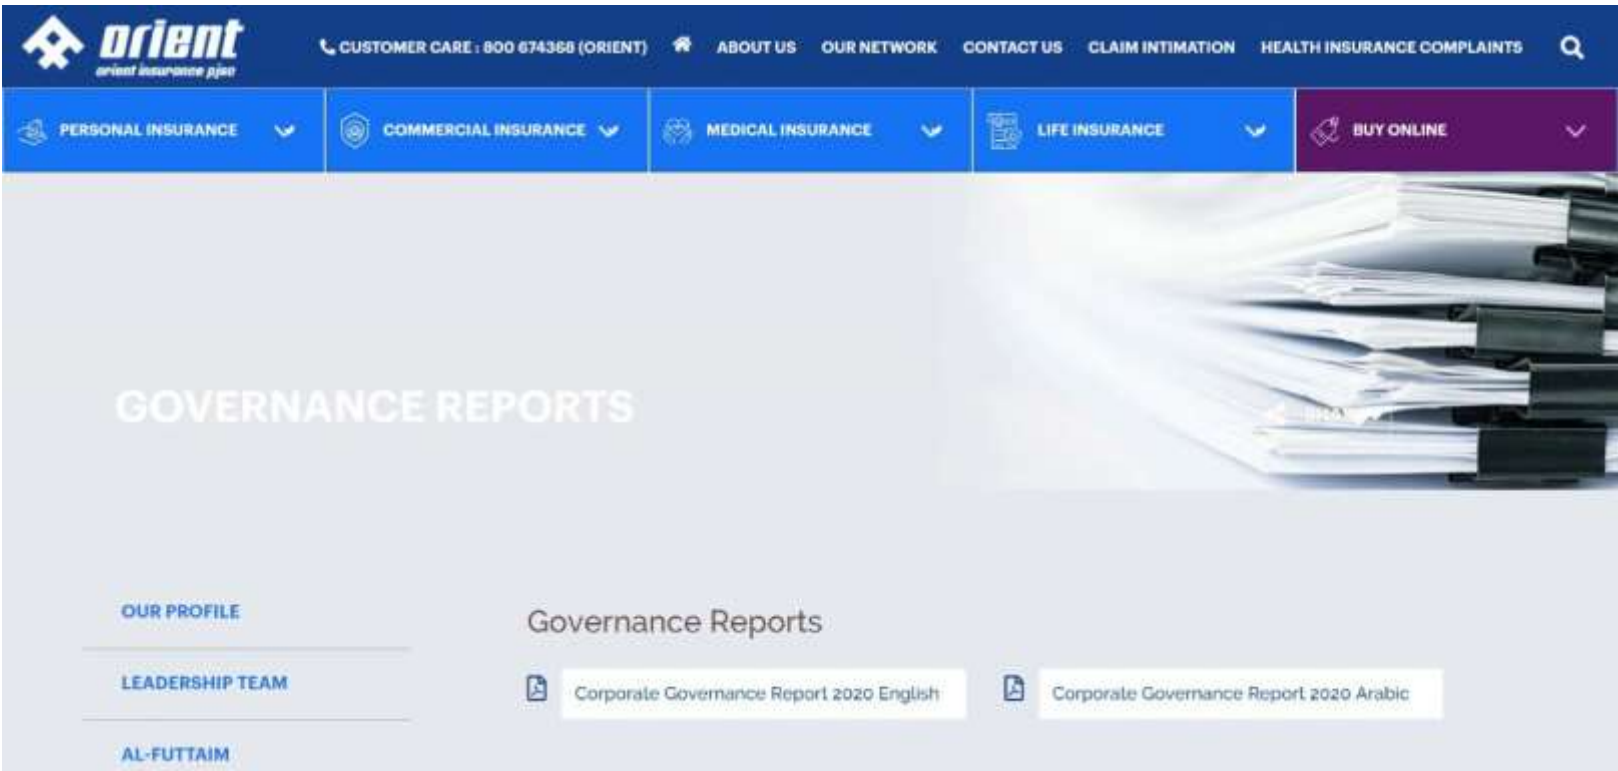 orient
orient insurance pjsc
CUSTOMER CARE : 800 674368 (ORIENT)
ABOUT US
OUR NETWORK
CONTACT US
CLAIM INTIMATION
HEALTH INSURANCE COMPLAINTS
PERSONAL INSURANCE
COMMERCIAL INSURANCE
MEDICAL INSURANCE
LIFE INSURANCE
BUY ONLINE
GOVERNANCE REPORTS
OUR PROFILE
LEADERSHIP TEAM
AL-FUTTAIM
Governance Reports
Corporate Governance Report 2020 English
Corporate Governance Report 2020 Arabic